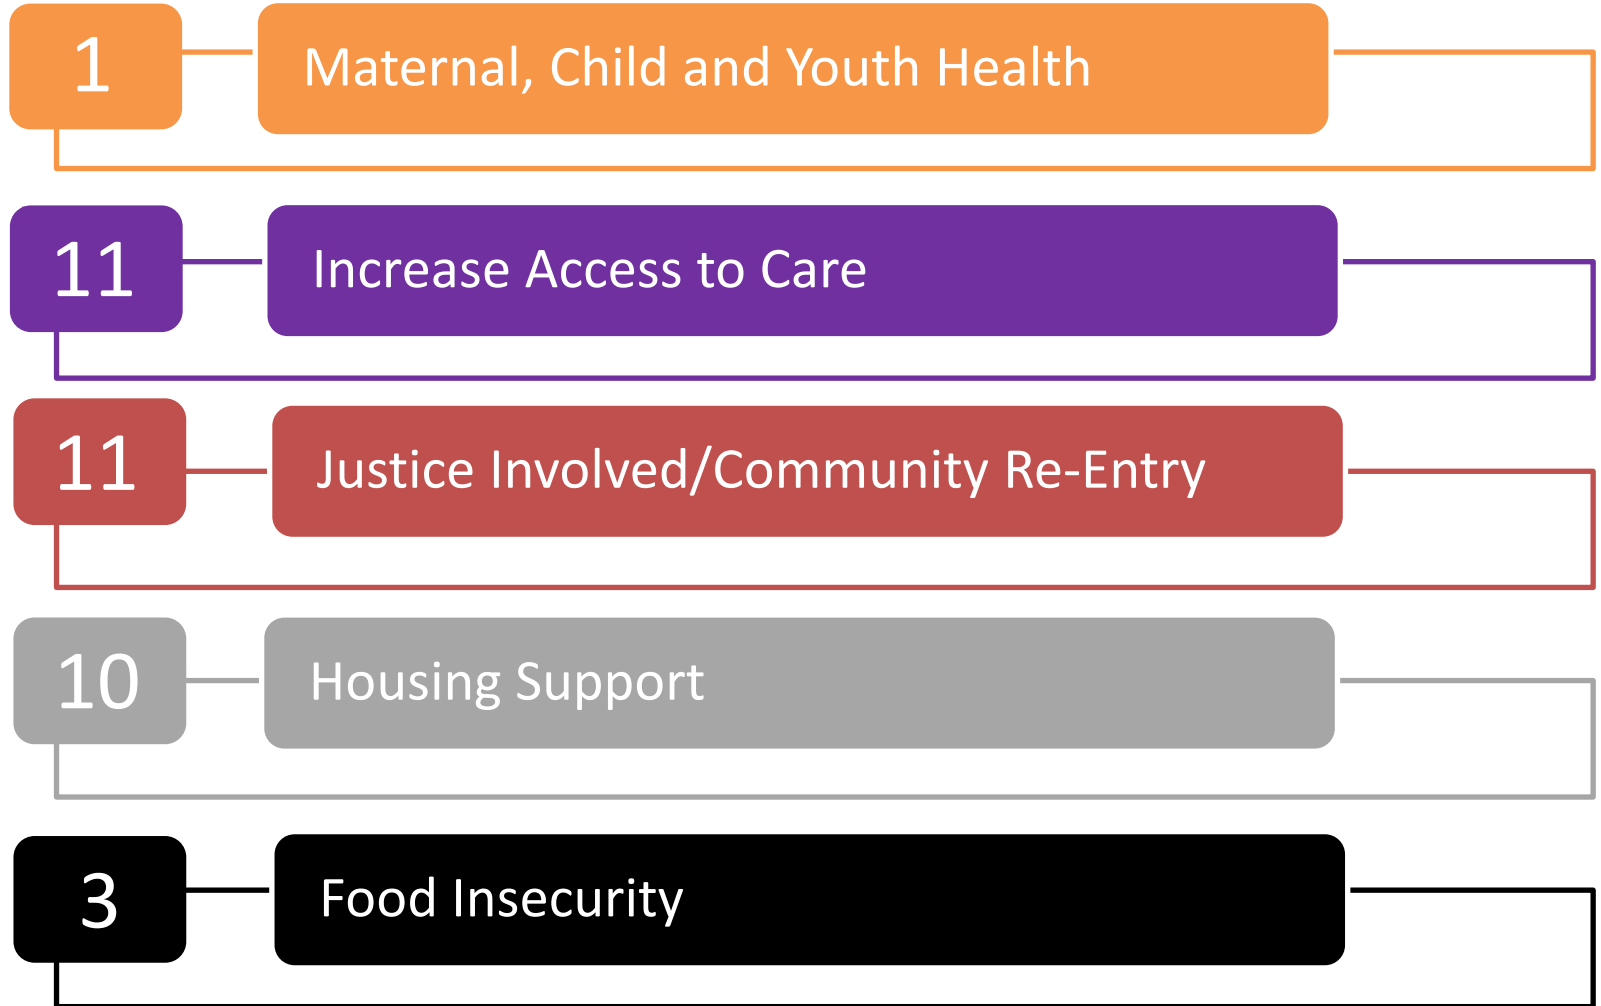 1
Maternal, Child and Youth Health
11
Increase Access to Care
11
Justice Involved/Community Re-Entry
10
Housing Support
3
Food Insecurity